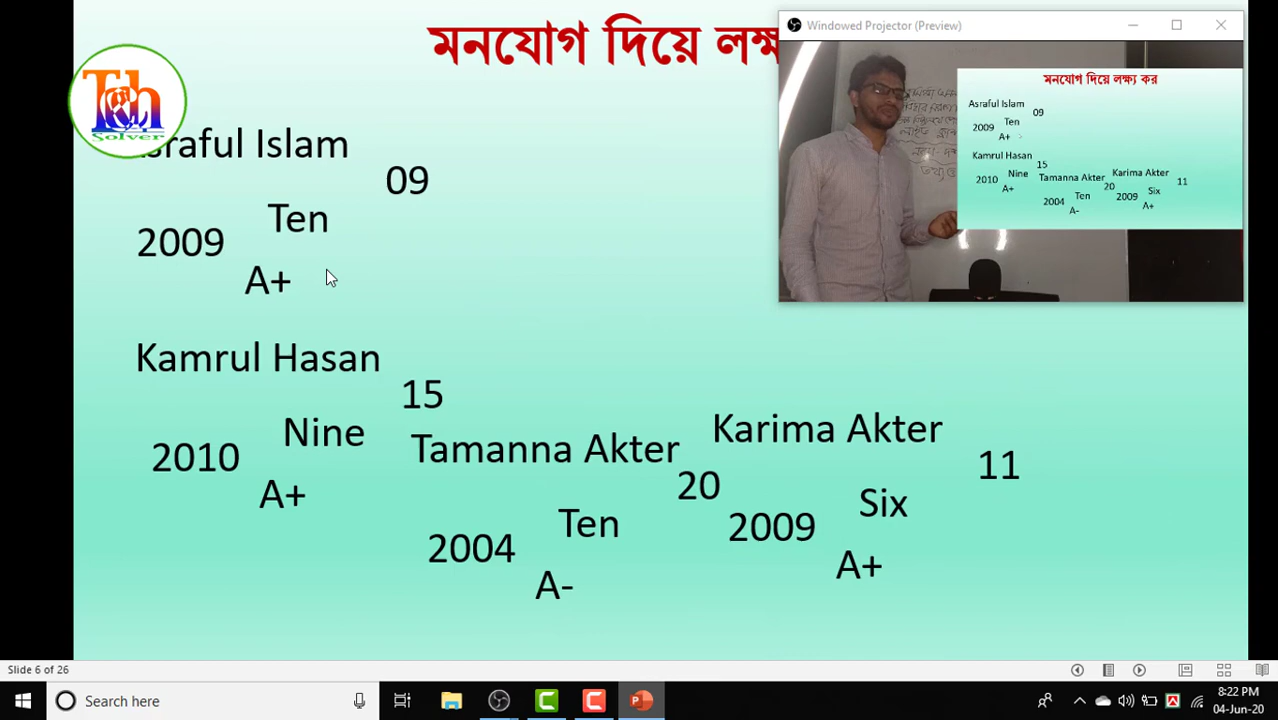 মনযোগ দিয়ে লক্ষ
Windowed Projector (Preview)
Tech
Solver
sraful Islam
09
Ten
2009
A+
Kamrul Hasan
15
Nine
2010
A+
Tamanna Akter
20
Ten
2004
A-
Karima Akter
11
Six
2009
A+
মনযোগ দিয়ে লক্ষ্য কর
Asraful Islam
09
Ten
2009
A+
Kamrul Hasan
15
Nine
2010
A+
Tamanna Akter
20
Ten
2004
A-
Karima Akter
11
Six
2009
A+
Slide 6 of 26
Search here
8:22 PM
04-Jun-20